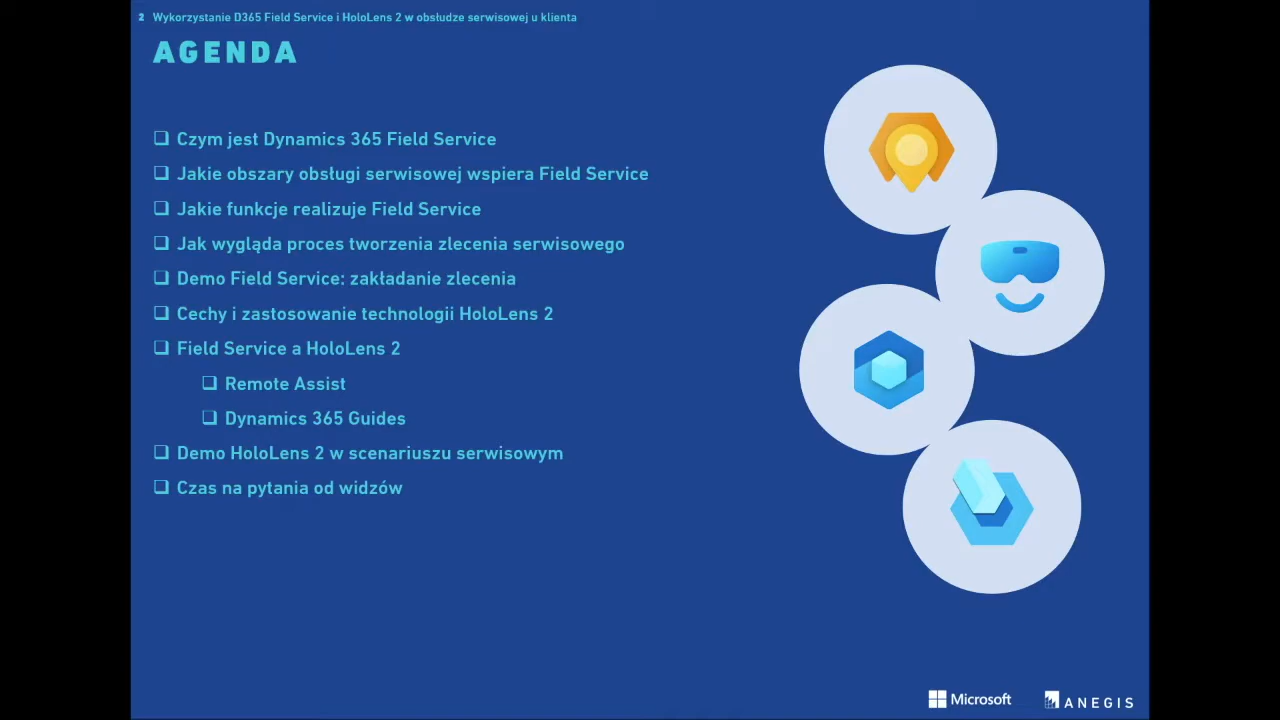 2 Wykorzystanie D365 Field Service i HoloLens 2 w obsłudze serwisowej u klienta
AGENDA
Czym jest Dynamics 365 Field Service
Jakie obszary obsługi serwisowej wspiera Field Service
Jakie funkcje realizuje Field Service
Jak wygląda proces tworzenia zlecenia serwisowego
Demo Field Service: zakładanie zlecenia
Cechy i zastosowanie technologii HoloLens 2
Field Service a HoloLens 2
Remote Assist
Dynamics 365 Guides
Demo HoloLens 2 w scenariuszu serwisowym
Czas na pytania od widzów
Microsoft
ANEGIS